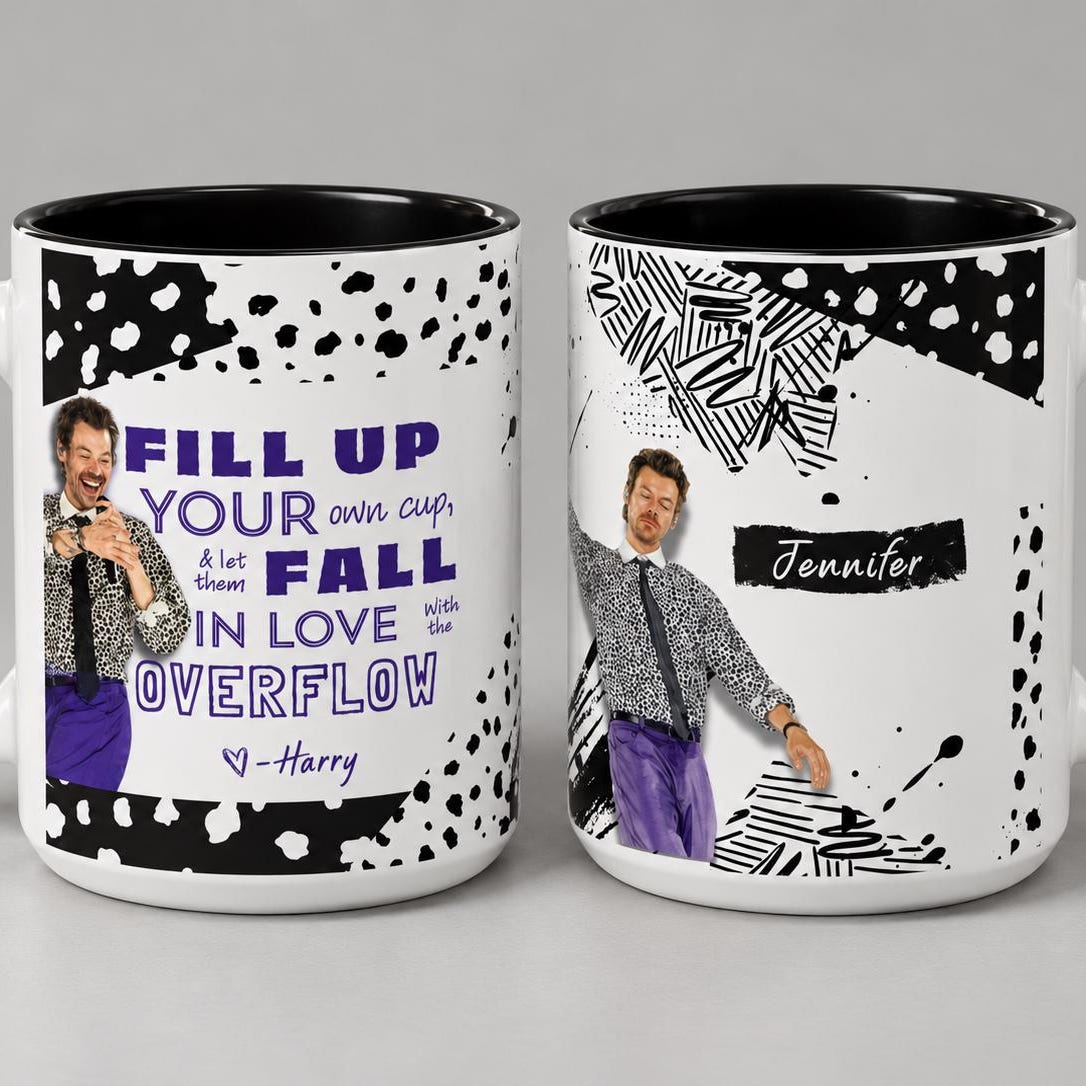 FILL UP
YOUR own cup,
& let
them FALL
IN LOVE With
the
OVERFLOW
-Harry
Jennifer